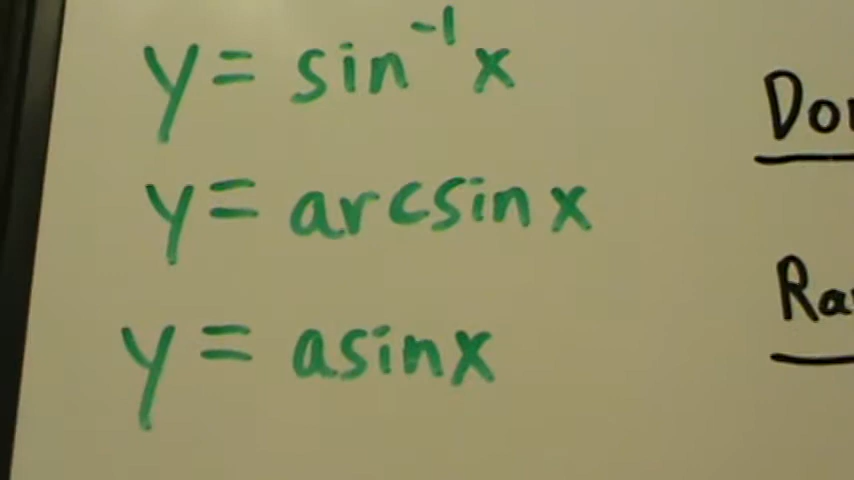 y = sin⁻¹x
y = arcsin x
y = asin x